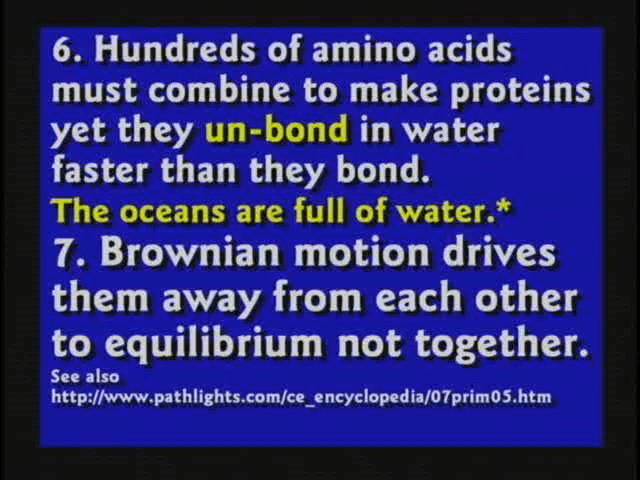 6. Hundreds of amino acids
must combine to make proteins
yet they un-bond in water
faster than they bond.
The oceans are full of water.*
7. Brownian motion drives
them away from each other
to equilibrium not together.
See also
http://www.pathlights.com/ce_encyclopedia/07prim05.htm